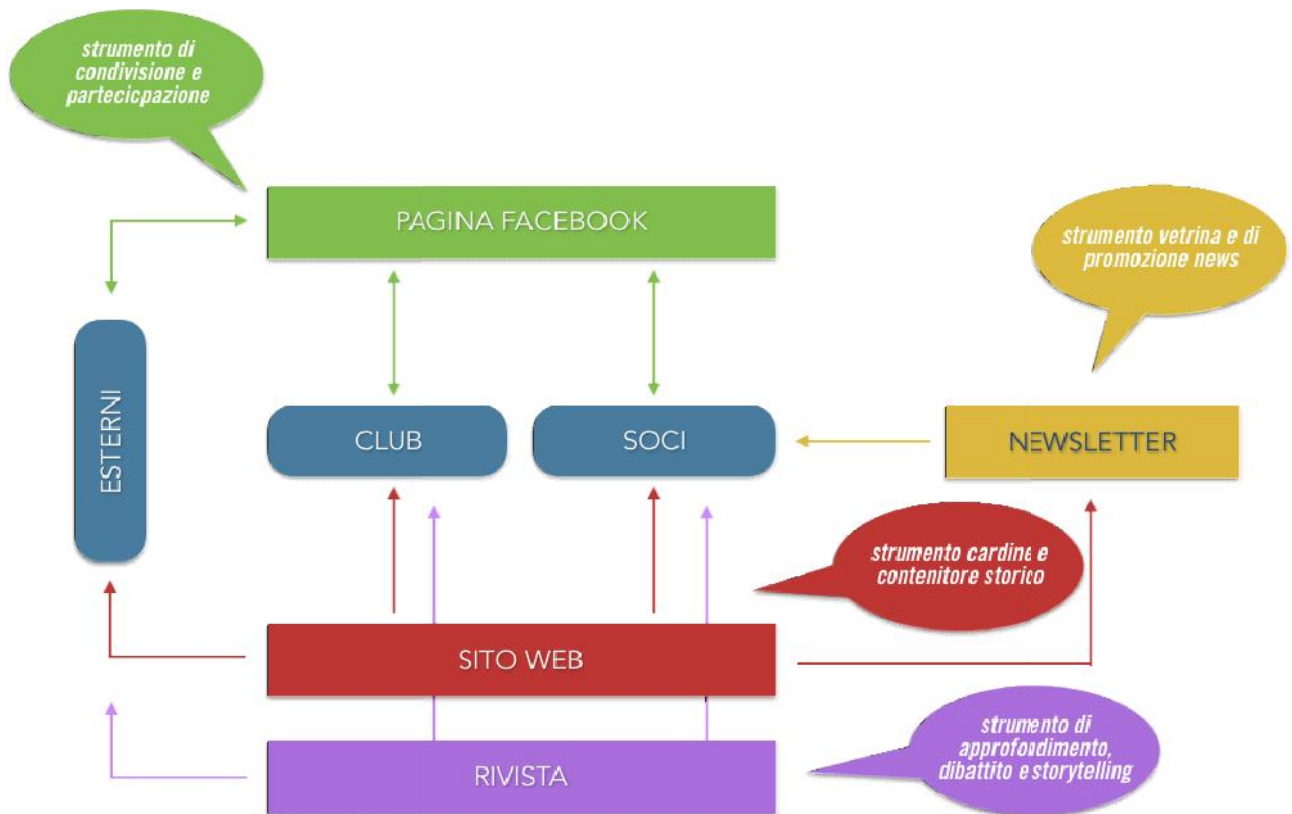 strumento di
condivisione e
partecicpazione
PAGINA FACEBOOK
strumento vetrina e di
promozione news
ESTERNI
CLUB
SOCI
NEWSLETTER
strumento cardine e
contenitore storico
SITO WEB
strumento di
approfondimento,
dibattito e storytelling
RIVISTA